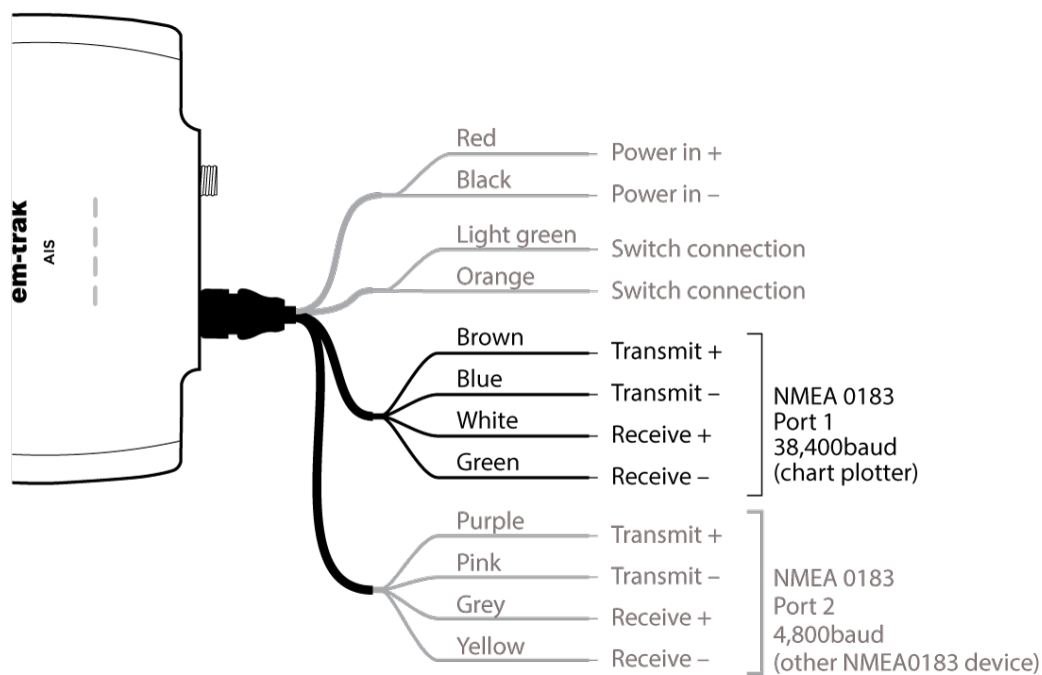 em-trak
AIS
Red
Power in +
Black
Power in –
Light green
Switch connection
Orange
Switch connection
Brown
Transmit +
Blue
Transmit –
White
Receive +
Green
Receive –
NMEA 0183
Port 1
38,400baud
(chart plotter)
Purple
Transmit +
Pink
Transmit –
Grey
Receive +
Yellow
Receive –
NMEA 0183
Port 2
4,800baud
(other NMEA0183 device)